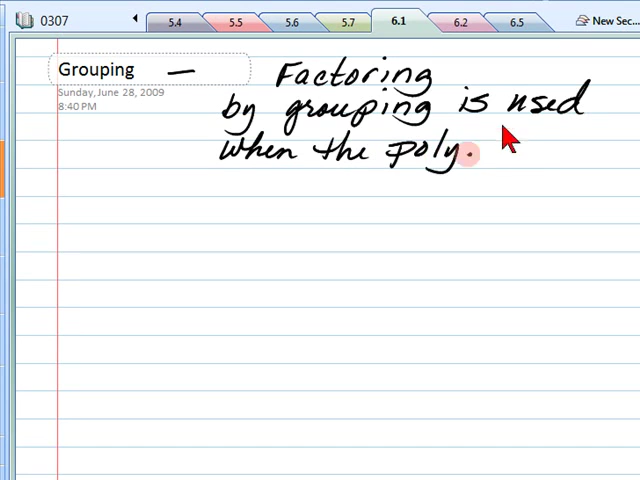 0307 5.4 5.5 5.6 5.7 6.1 6.2 6.5 New Sec...
Grouping — Factoring
Sunday, June 28, 2009
8:40 PM
by grouping is used
when the poly.